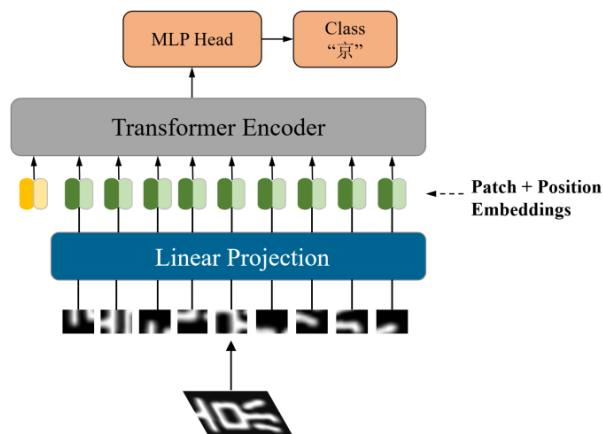 MLP Head
Class
“京”
Transformer Encoder
Patch + Position
Embeddings
Linear Projection